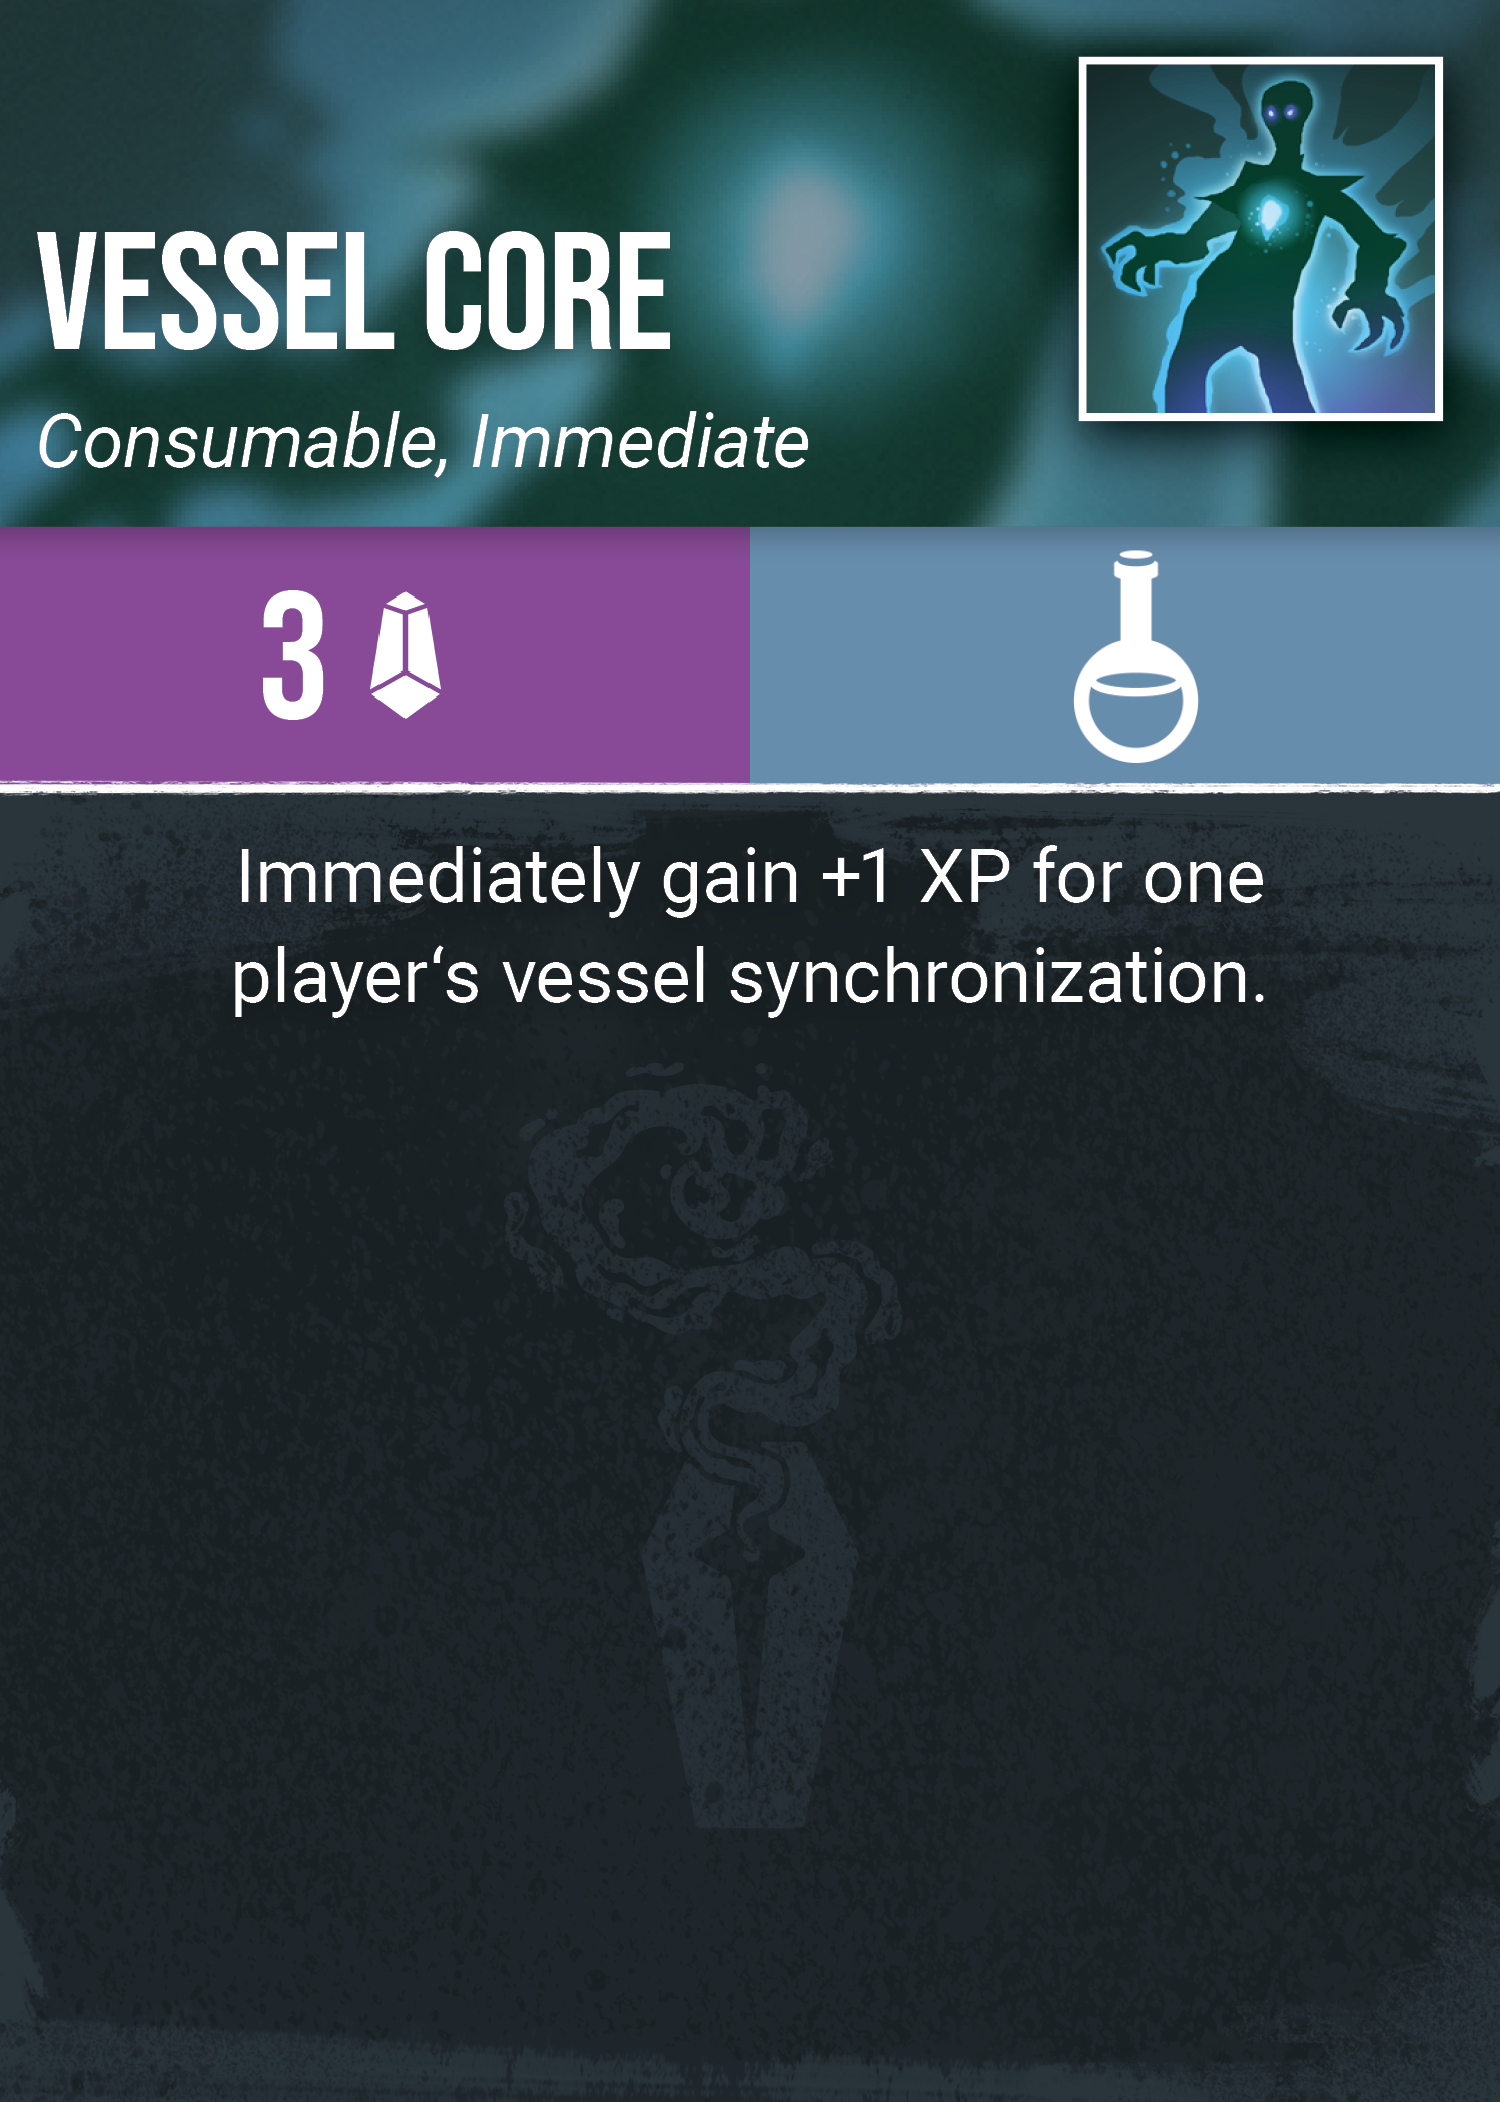 VESSEL CORE
Consumable, Immediate
3
Immediately gain +1 XP for one
player‘s vessel synchronization.